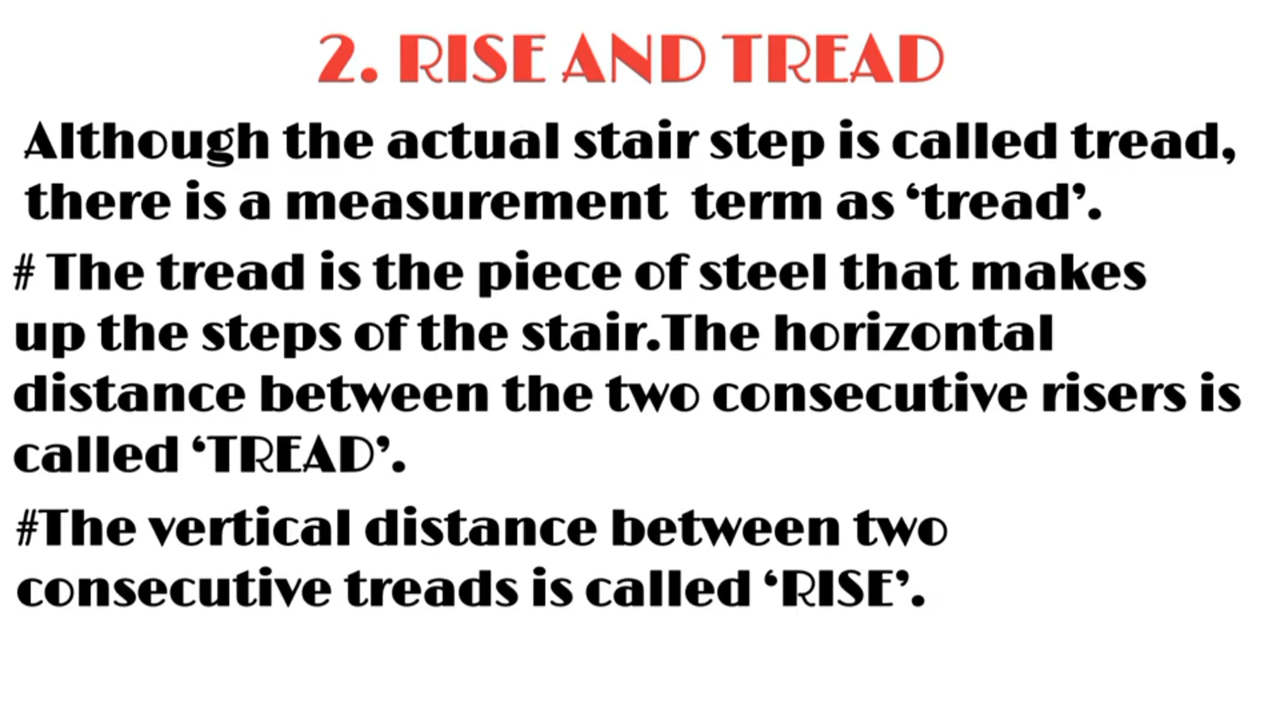 2. RISE AND TREAD
Although the actual stair step is called tread,
there is a measurement term as ‘tread’.
# The tread is the piece of steel that makes
up the steps of the stair.The horizontal
distance between the two consecutive risers is
called ‘TREAD’.
#The vertical distance between two
consecutive treads is called ‘RISE’.